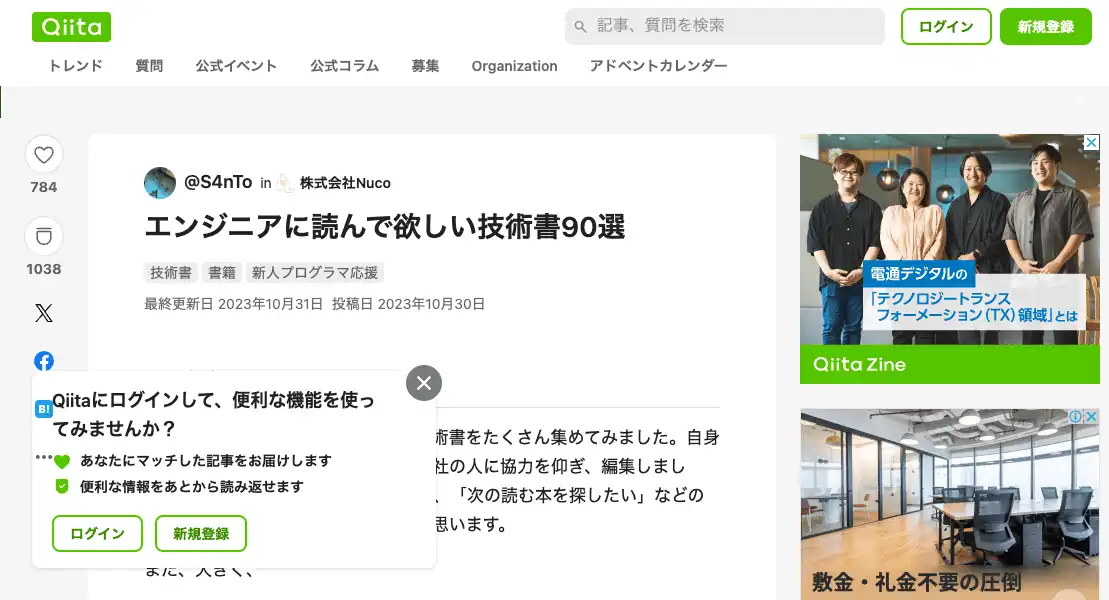 Qiita
記事、質問を検索
ログイン
新規登録
トレンド
質問
公式イベント
公式コラム
募集
Organization
アドベントカレンダー
784
1038
@S4nTo in 株式会社Nuco
エンジニアに読んで欲しい技術書90選
技術書
書籍
新人プログラマ応援
最終更新日 2023年10月31日 投稿日 2023年10月30日
B!
Qiitaにログインして、便利な機能を使っ
てみませんか？
あなたにマッチした記事をお届けします
便利な情報をあとから読み返せます
ログイン
新規登録
術書をたくさん集めてみました。自身
社の人に協力を仰ぎ、編集しまし
、「次の読む本を探したい」などの
思います。
また、大きく、
電通デジタルの
「テクノロジートランス
フォーメーション（TX）領域」とは
Qiita Zine
敷金・礼金不要の圧倒